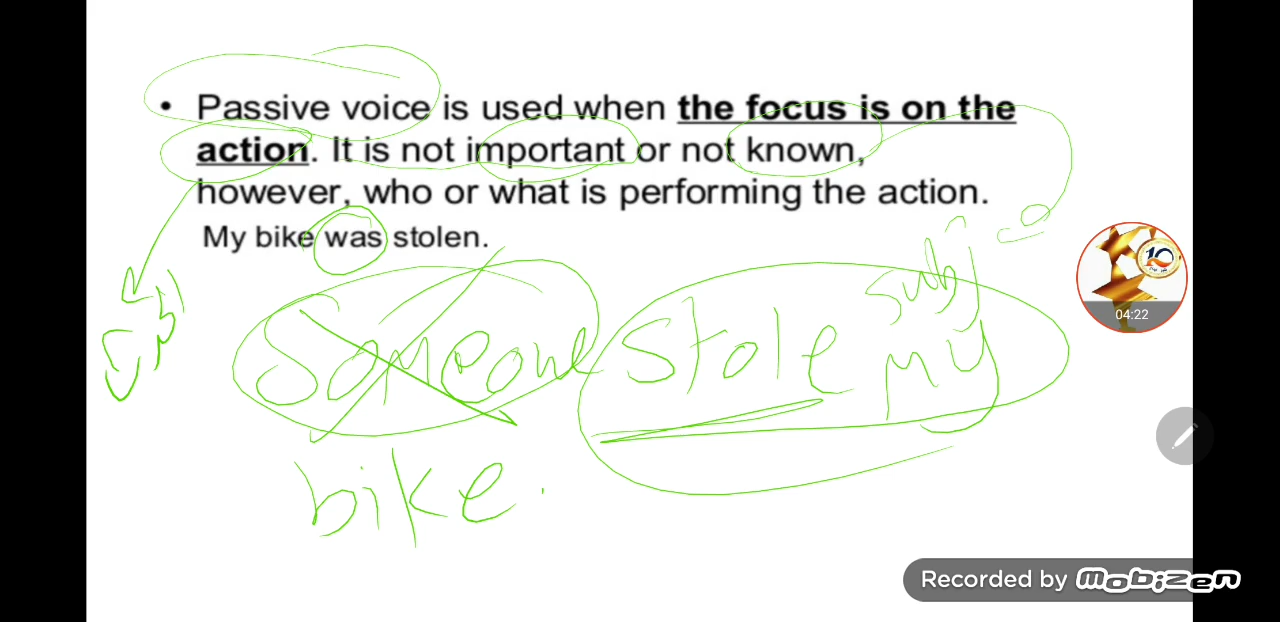 • Passive voice is used when the focus is on the
action. It is not important or not known,
however, who or what is performing the action.
My bike was stolen.
subj
Someone stole my
bike.
10
04:22
Recorded by Mobizen